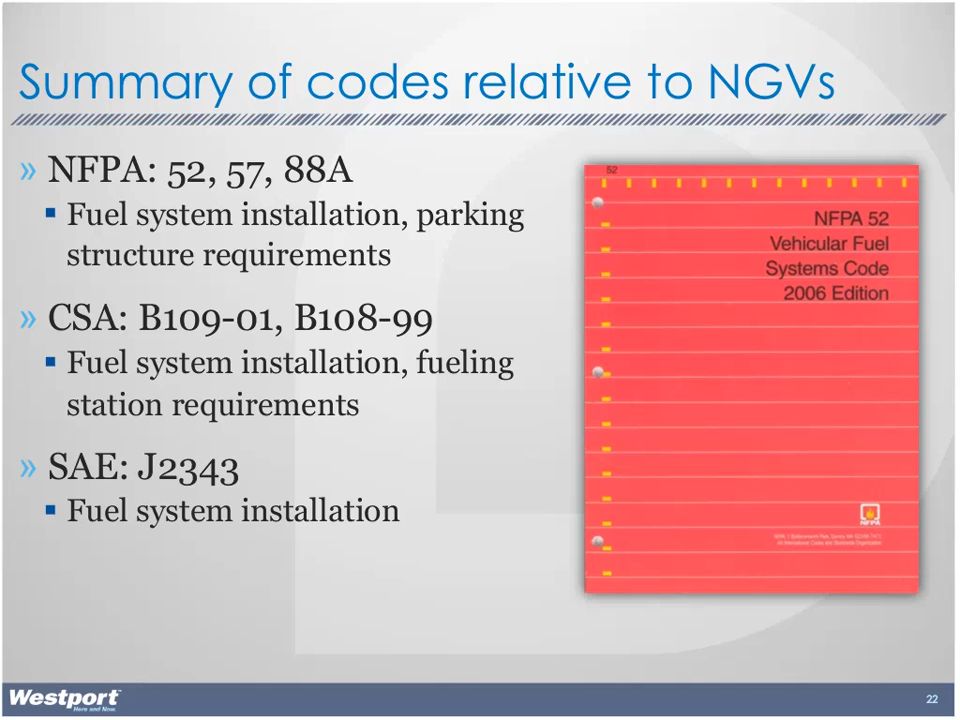 Summary of codes relative to NGVs
» NFPA: 52, 57, 88A
▪ Fuel system installation, parking
structure requirements
» CSA: B109-01, B108-99
▪ Fuel system installation, fueling
station requirements
» SAE: J2343
▪ Fuel system installation
52
NFPA 52
Vehicular Fuel
Systems Code
2006 Edition
NFPA
Westport™
Here and Now.
22